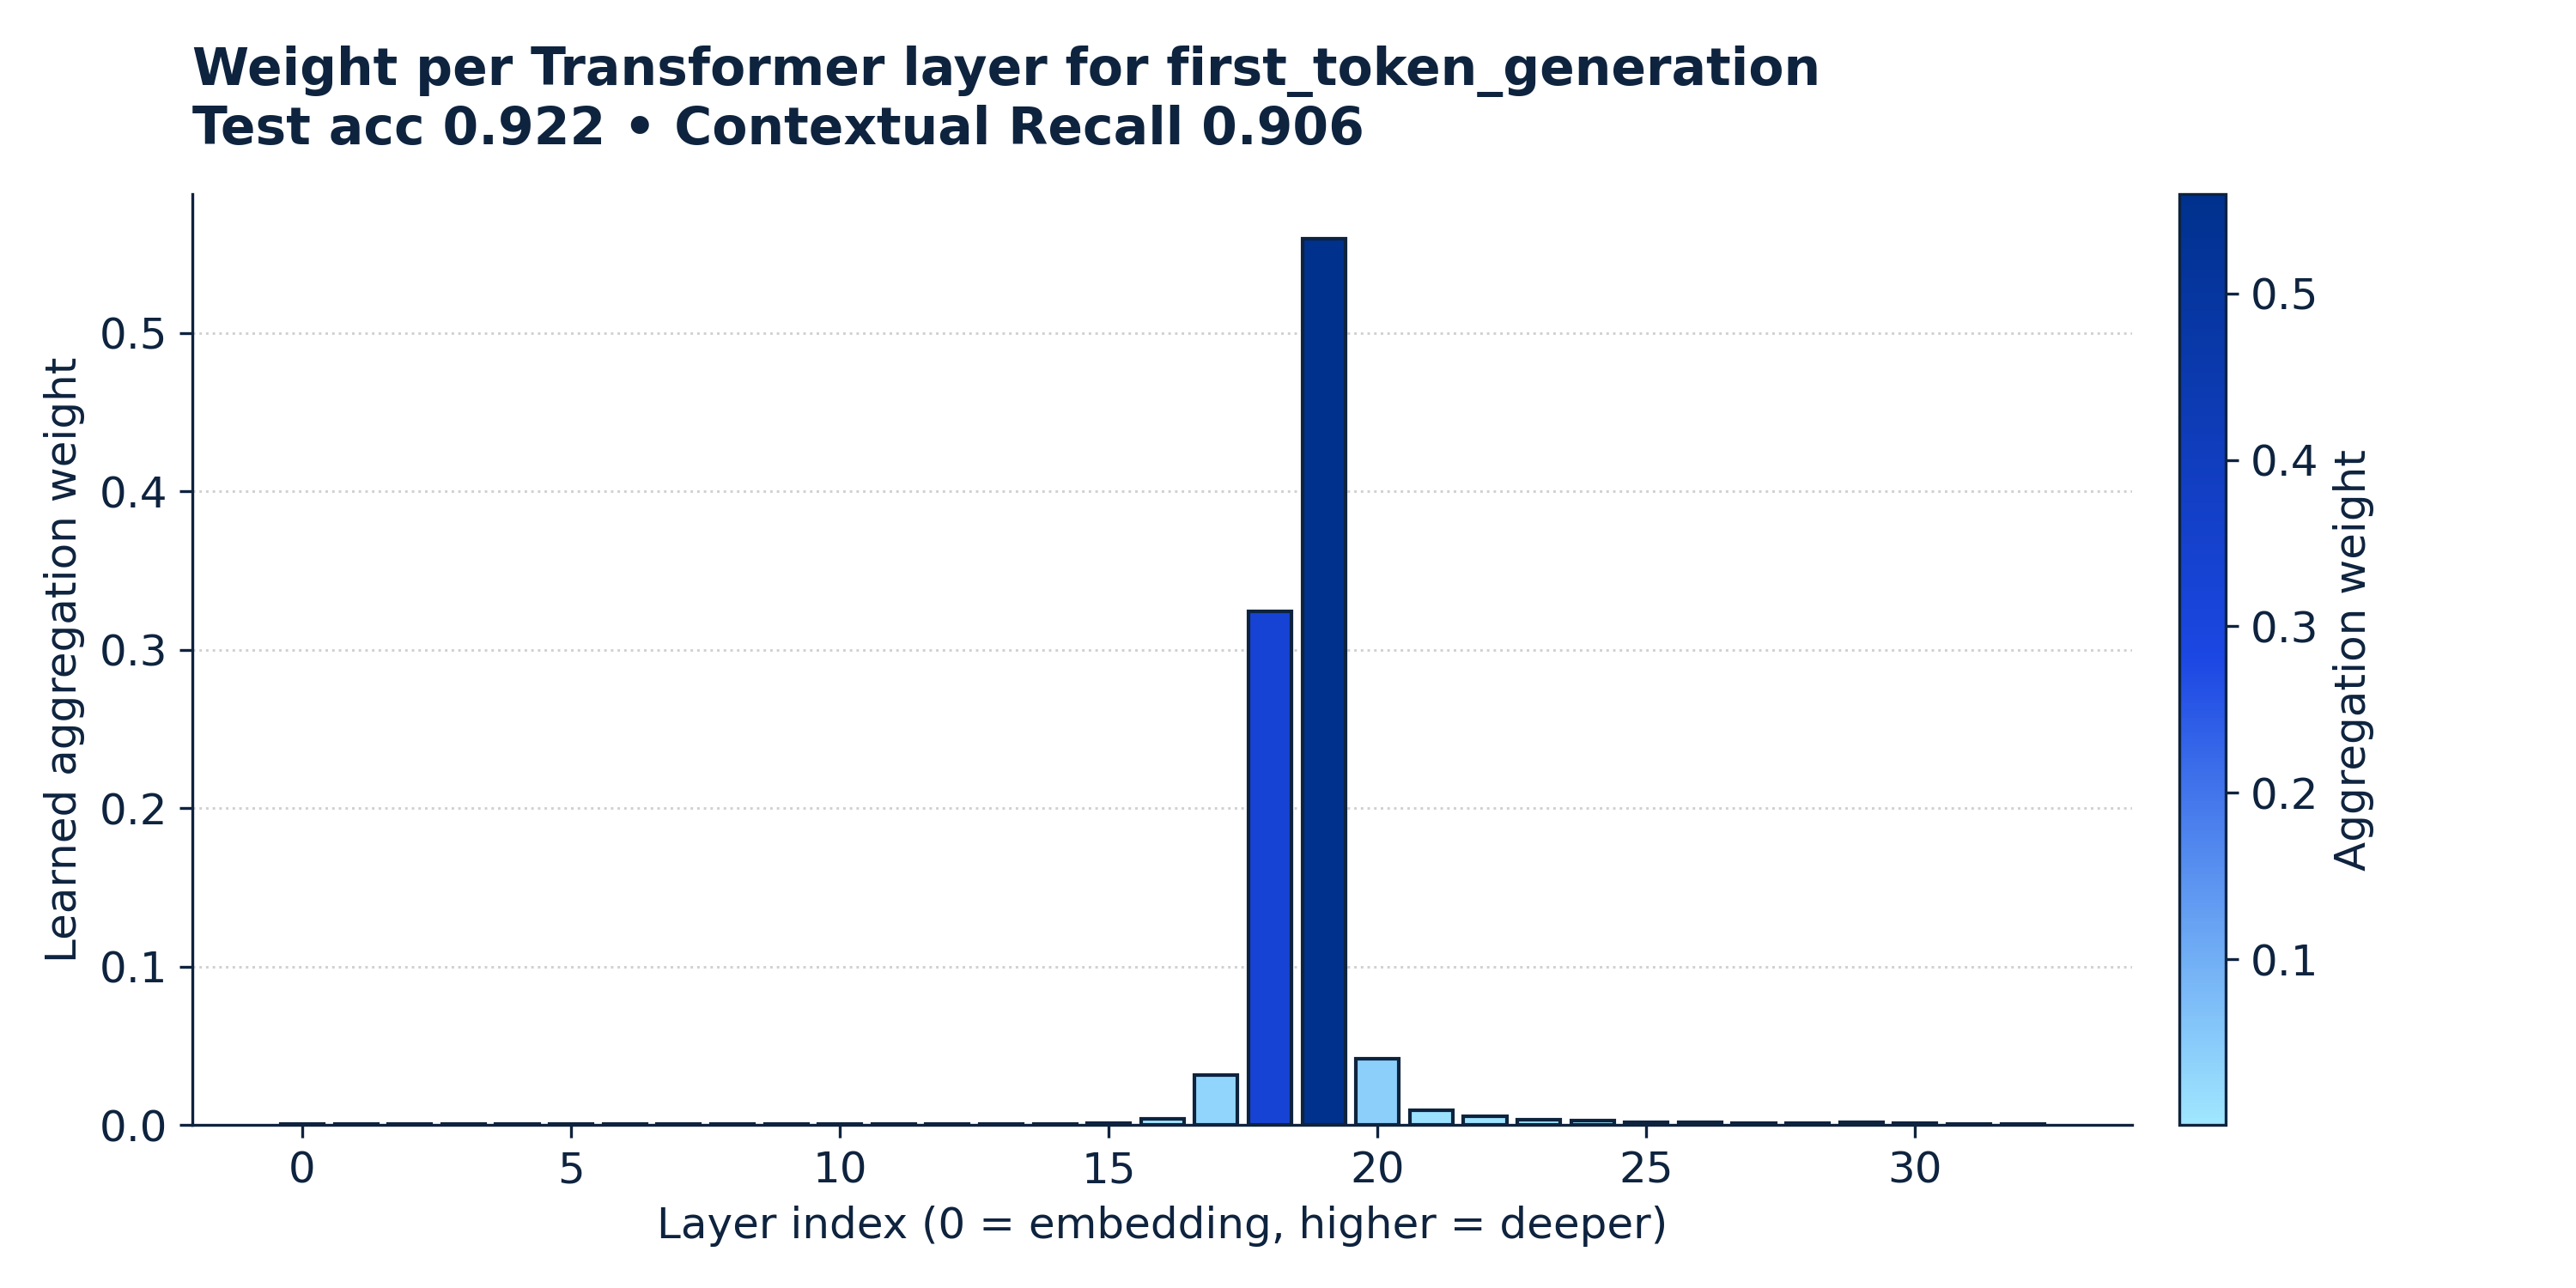 Weight per Transformer layer for first_token_generation
Test acc 0.922 • Contextual Recall 0.906
Learned aggregation weight
0.5
0.4
0.3
0.2
0.1
0.0
0 5 10 15 20 25 30
Layer index (0 = embedding, higher = deeper)
0.5
0.4
0.3
0.2
0.1
Aggregation weight